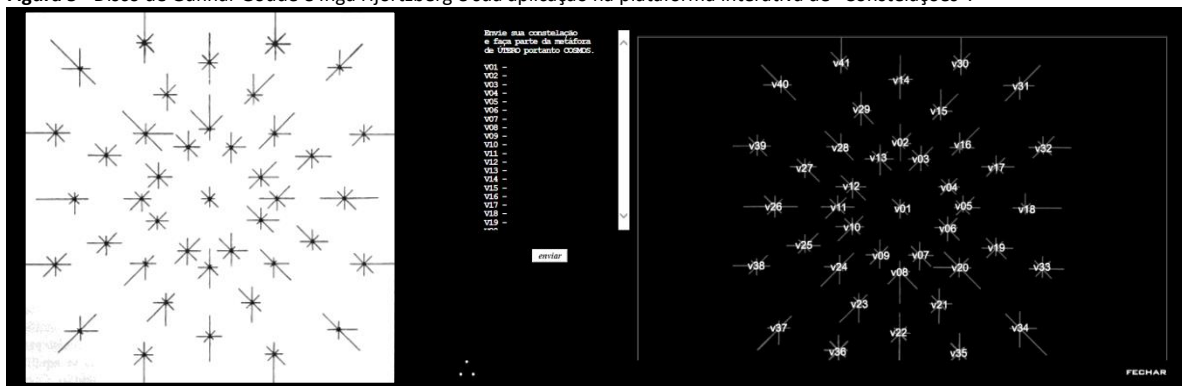 Disco de Gunnar Goude e Inga Hjortzberg e sua aplicação na plataforma interativa de "Constelações".
Envie sua constelação
e faça parte da metáfora
de ÚTERO portanto COSMOS.
V01 -
V02 -
V03 -
V04 -
V05 -
V06 -
V07 -
V08 -
V09 -
V10 -
V11 -
V12 -
V13 -
V14 -
V15 -
V16 -
V17 -
V18 -
V19 -
enviar
v41 v30
v40 v14 v31
v29 v15
v39 v28 v02 v16 v32
v13 v03
v27 v17
v12 v04
v26 v11 v01 v05 v18
v10 v06
v25 v19
v09 v07
v38 v24 v08 v20 v33
v23 v21
v37 v22 v34
v36 v35
FECHAR